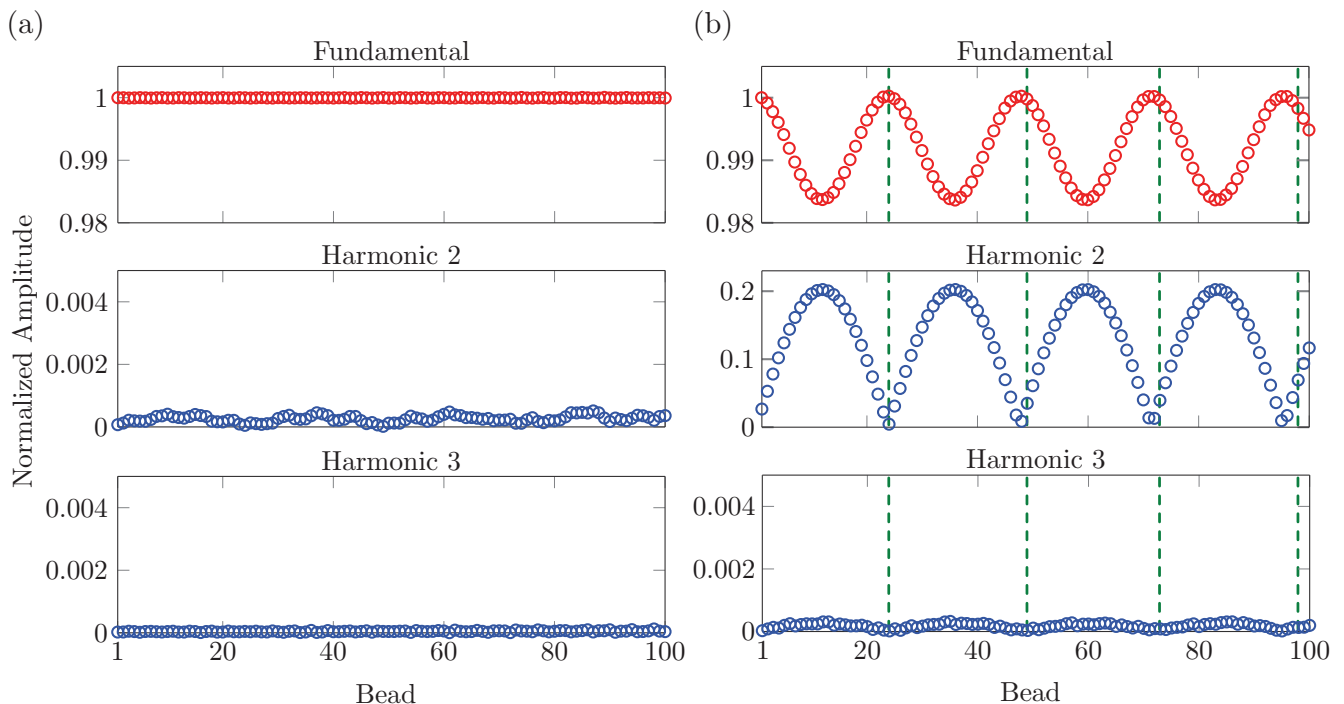 (a)
Fundamental
1
0.99
0.98
Harmonic 2
0.004
0.002
0
Harmonic 3
0.004
0.002
0
1 20 40 60 80 100
Bead
Normalized Amplitude
(b)
Fundamental
1
0.99
0.98
Harmonic 2
0.2
0.1
0
Harmonic 3
0.004
0.002
0
1 20 40 60 80 100
Bead